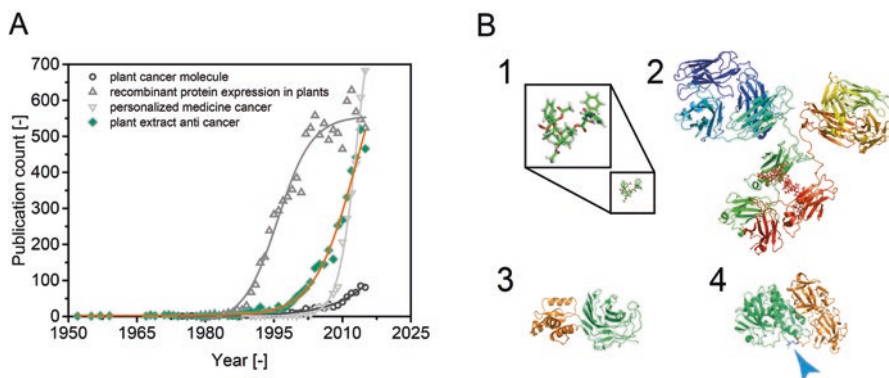 A
B
plant cancer molecule
recombinant protein expression in plants
personalized medicine cancer
plant extract anti cancer
Publication count [-]
700
600
500
400
300
200
100
0
1950
1965
1980
1995
2010
2025
Year [-]
1
2
3
4